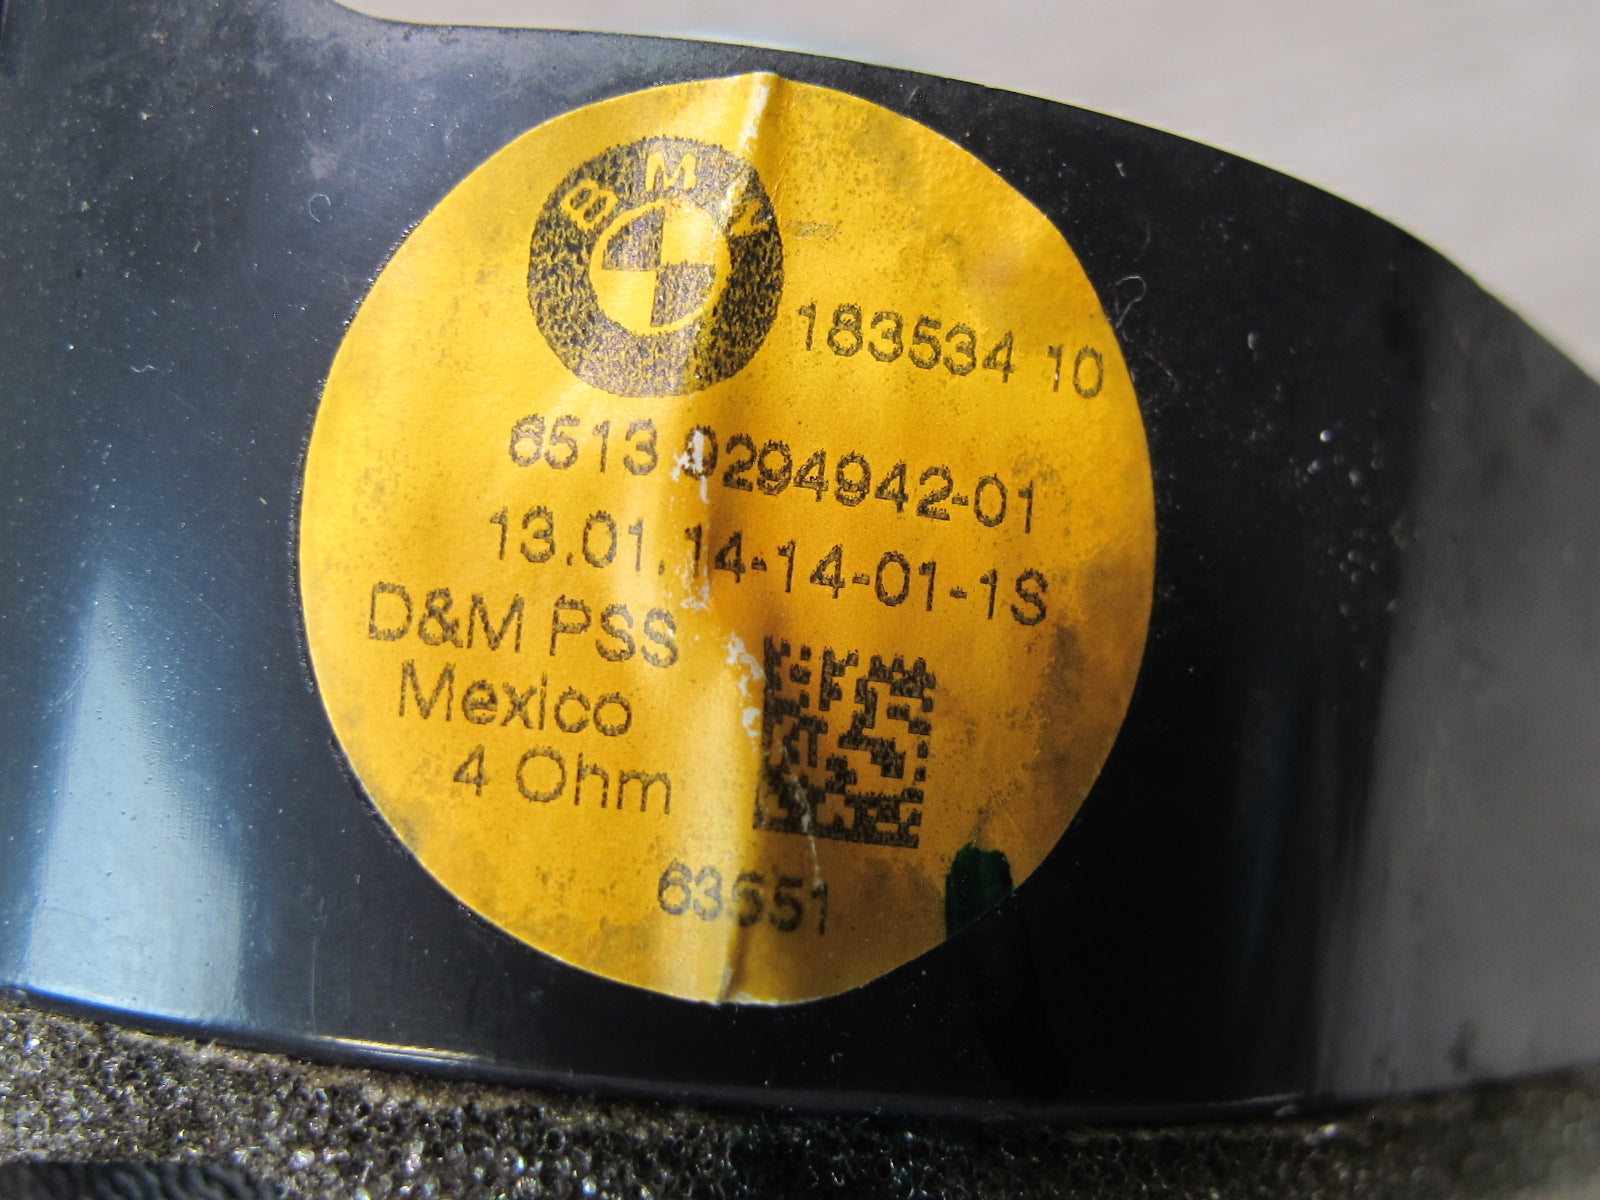 BMW
183534 10
6513 9294942-01
13.01.14-14-01-1S
D&M PSS
Mexico
4 Ohm
63551